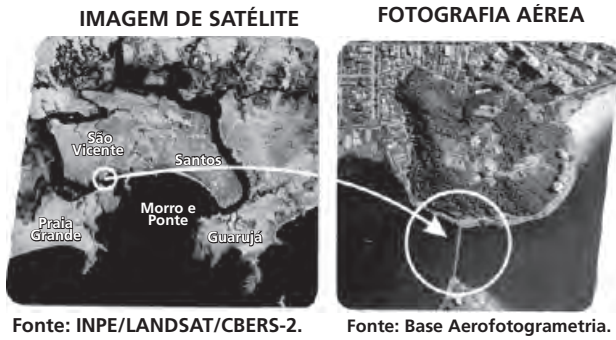 IMAGEM DE SATÉLITE
FOTOGRAFIA AÉREA
São
Vicente
Santos
Morro e
Ponte
Praia
Grande
Guarujá
Fonte: INPE/LANDSAT/CBERS-2.
Fonte: Base Aerofotogrametria.